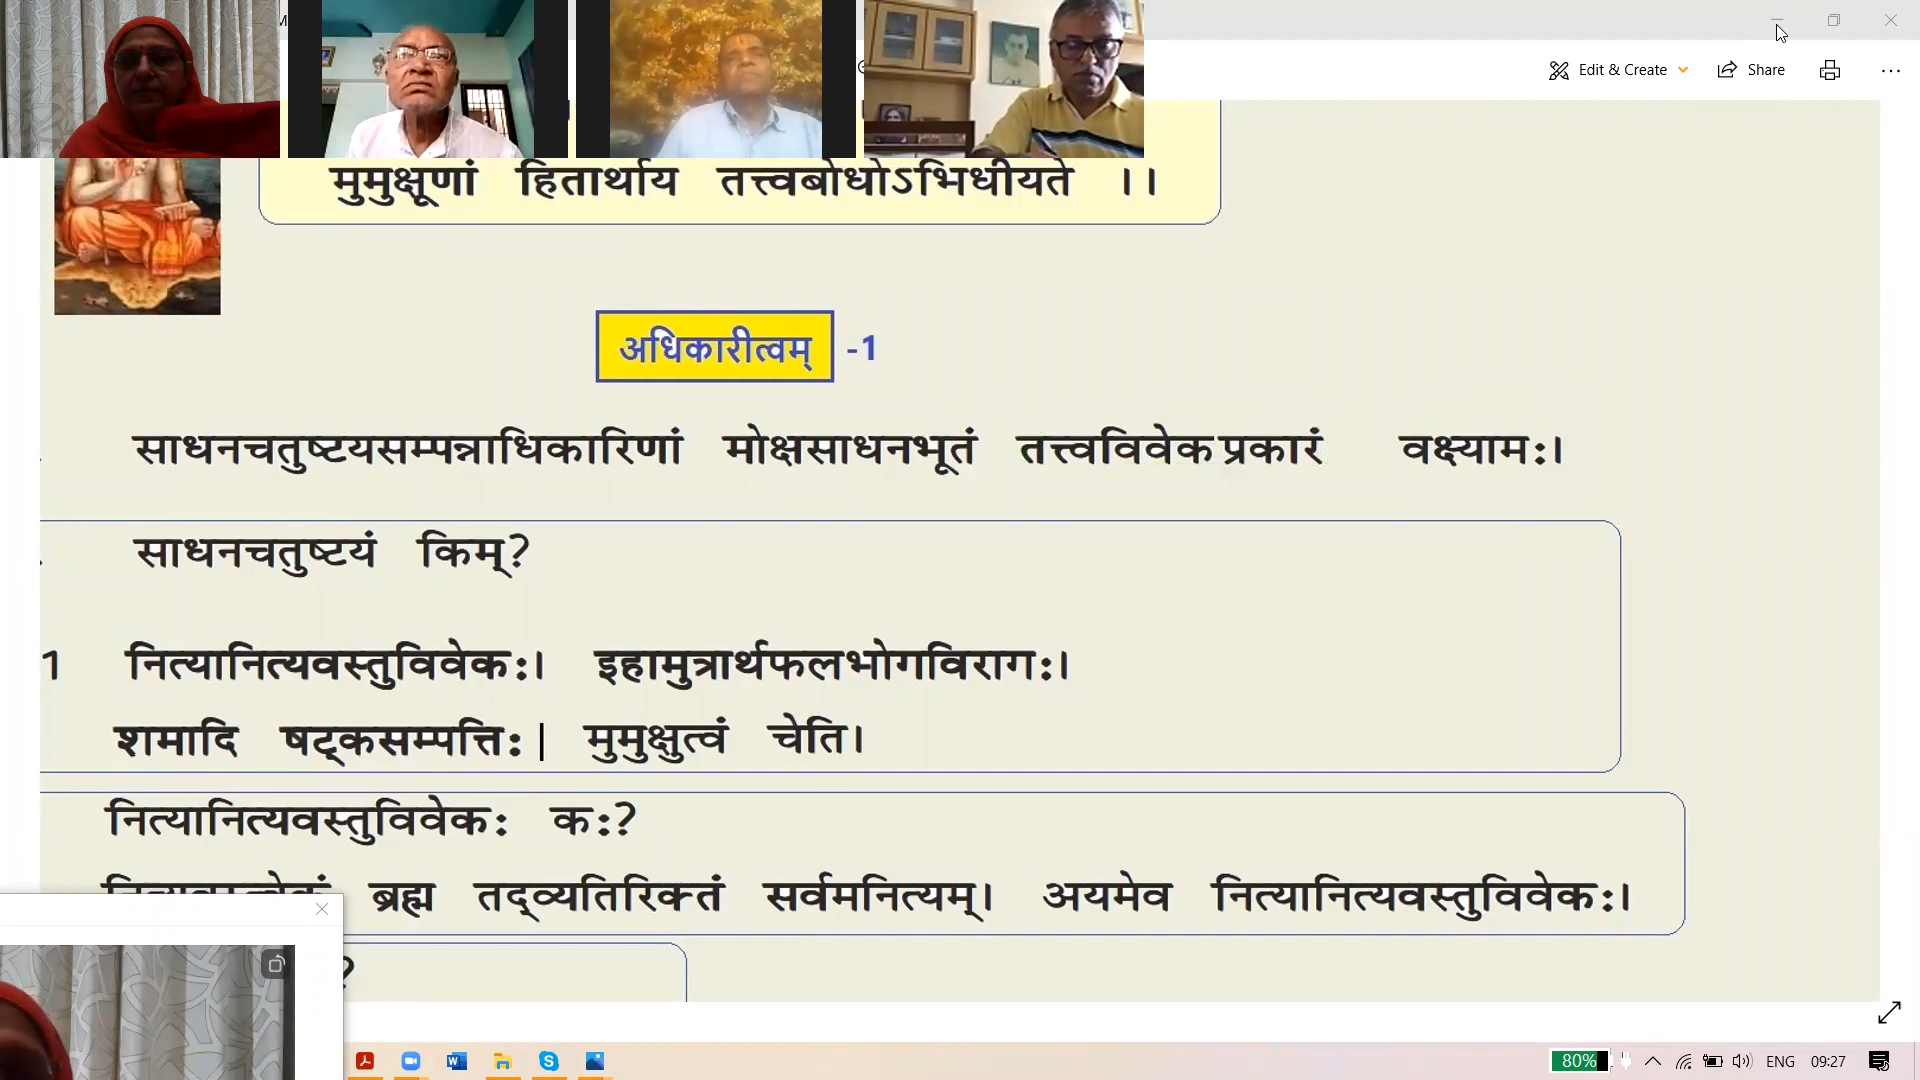 Edit & Create
Share
मुमुक्षूणां हितार्थाय तत्त्वबोधोऽभिधीयते ।।
अधिकारीत्वम् -1
साधनचतुष्टयसम्पन्नाधिकारिणां मोक्षसाधनभूतं तत्त्वविवेकप्रकारं वक्ष्यामः।
साधनचतुष्टयं किम्?
1 नित्यानित्यवस्तुविवेकः। इहामुत्रार्थफलभोगविरागः।
शमादि षट्कसम्पत्तिः| मुमुक्षुत्वं चेति।
नित्यानित्यवस्तुविवेकः कः?
ब्रह्म तद्व्यतिरिक्तं सर्वमनित्यम्। अयमेव नित्यानित्यवस्तुविवेकः।
?
80% ENG 09:27